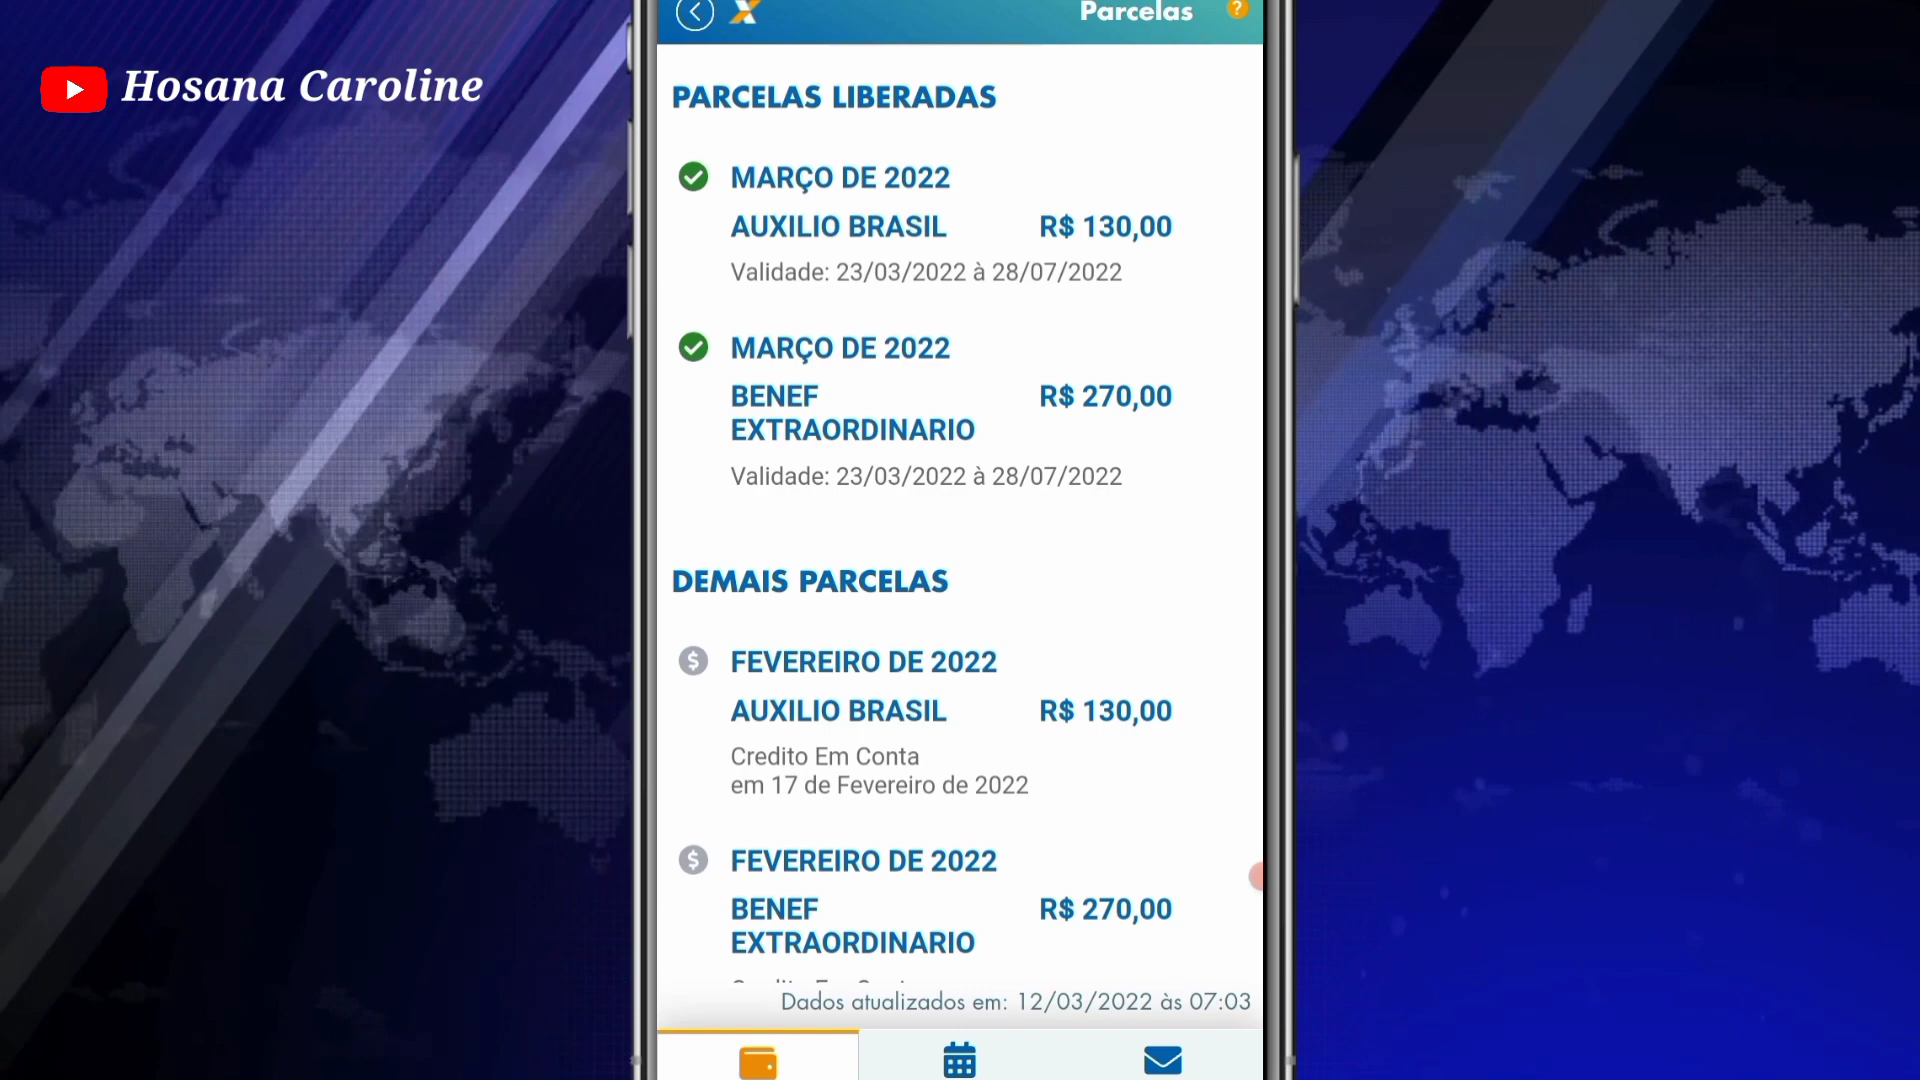 Hosana Caroline
Parcelas ?
PARCELAS LIBERADAS
MARÇO DE 2022
AUXILIO BRASIL R$ 130,00
Validade: 23/03/2022 à 28/07/2022
MARÇO DE 2022
BENEF R$ 270,00
EXTRAORDINARIO
Validade: 23/03/2022 à 28/07/2022
DEMAIS PARCELAS
$ FEVEREIRO DE 2022
AUXILIO BRASIL R$ 130,00
Credito Em Conta
em 17 de Fevereiro de 2022
$ FEVEREIRO DE 2022
BENEF R$ 270,00
EXTRAORDINARIO
Dados atualizados em: 12/03/2022 às 07:03